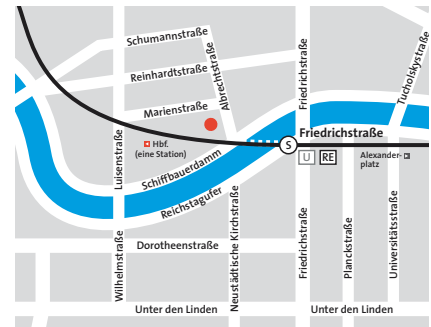 Schumannstraße
Albrechtstraße
Reinhardtstraße
Friedrichstraße
Tucholskystraße
Marienstraße
Luisenstraße
Hbf.
(eine Station)
Friedrichstraße
S
U RE
Alexander-
platz
Schiffbauerdamm
Reichstagufer
Wilhelmstraße
Dorotheenstraße
Neustädtische Kirchstraße
Friedrichstraße
Planckstraße
Universitätsstraße
Unter den Linden
Unter den Linden